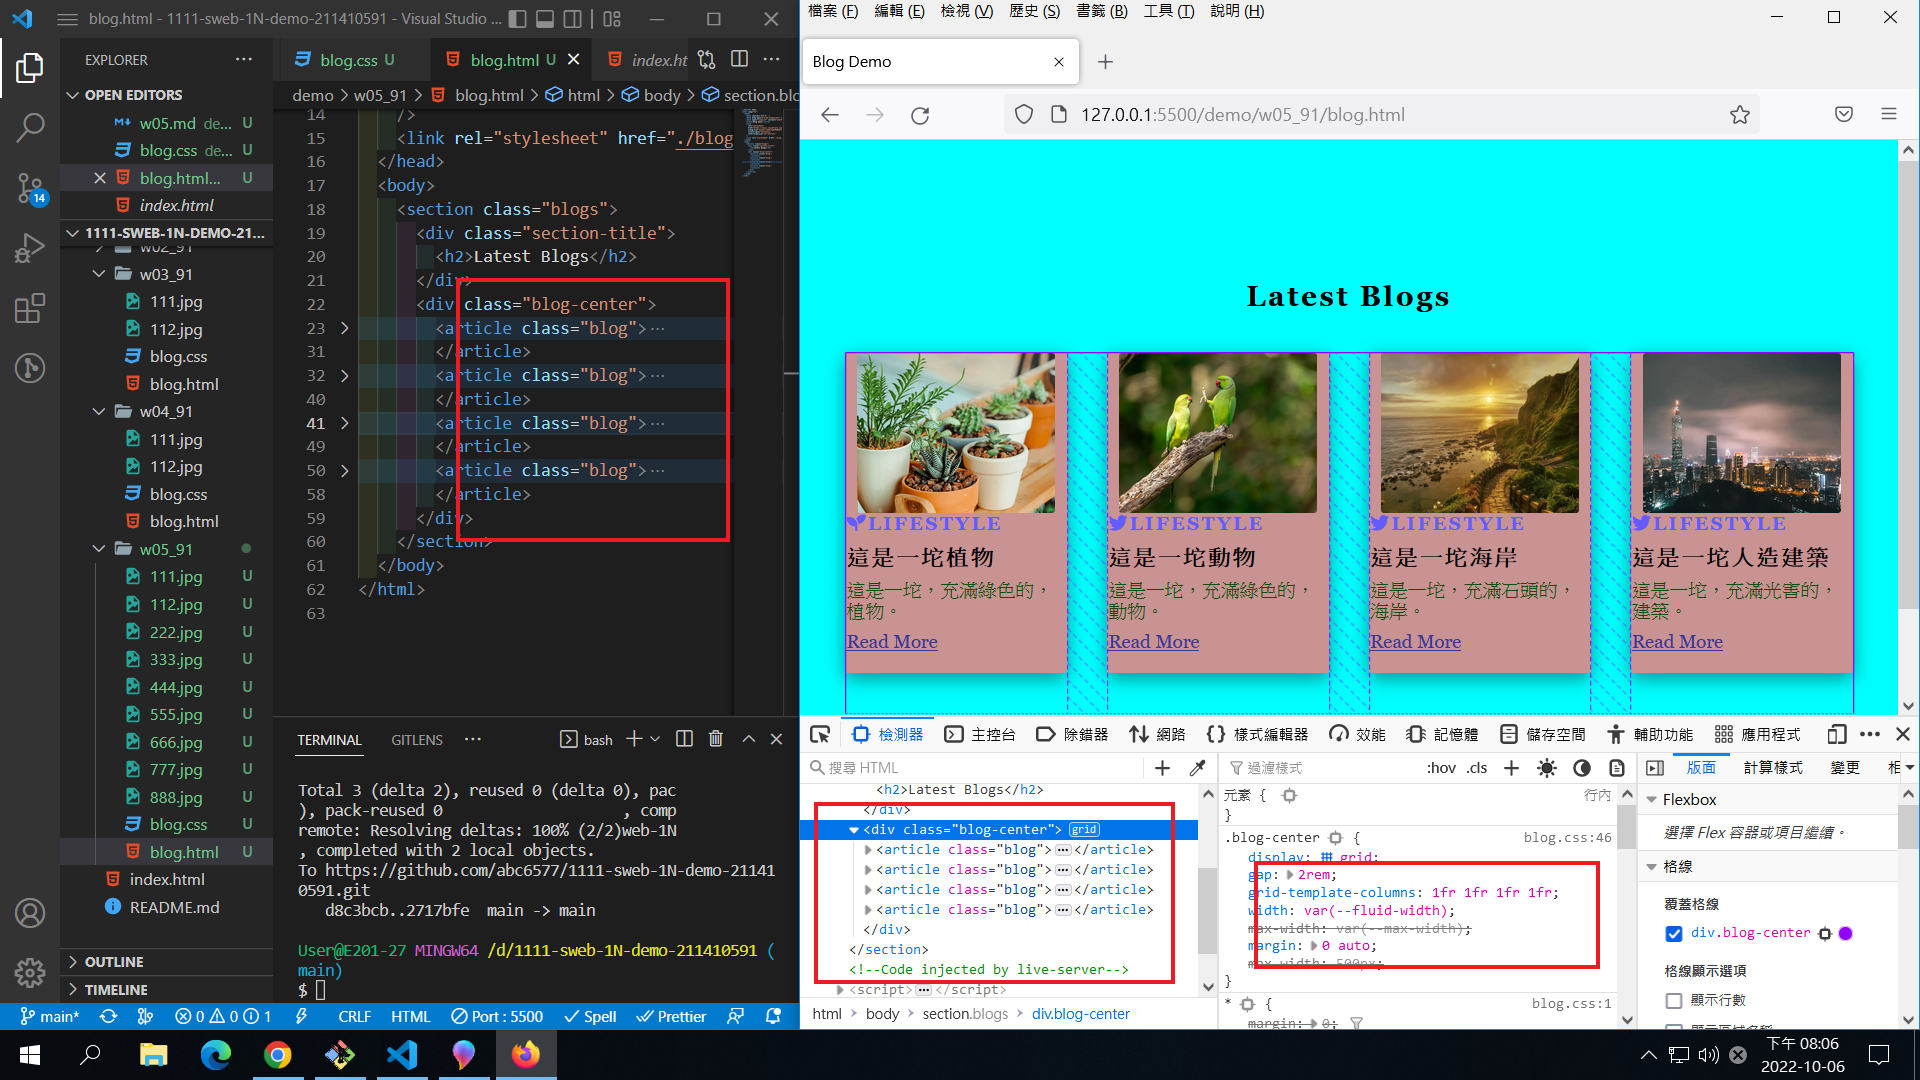 blog.html - 1111-sweb-1N-demo-211410591 - Visual Studio ...
EXPLORER
OPEN EDITORS
w05.md de... U
blog.css de... U
blog.html... U
index.html
1111-SWEB-1N-DEMO-21...
w02_91
w03_91
111.jpg
112.jpg
blog.css
blog.html
w04_91
111.jpg
112.jpg
blog.css
blog.html
w05_91
111.jpg U
112.jpg U
222.jpg U
333.jpg U
444.jpg U
555.jpg U
666.jpg U
777.jpg U
888.jpg U
blog.css U
blog.html U
index.html
README.md
OUTLINE
TIMELINE
14
blog.css U
blog.html U
index.ht
demo > w05_91 > blog.html > html > body > section.blo
14 />
15 <link rel="stylesheet" href="./blog
16 </head>
17 <body>
18 <section class="blogs">
19 <div class="section-title">
20 <h2>Latest Blogs</h2>
21 </div>
22 <div class="blog-center">
23 <article class="blog">...
31 </article>
32 <article class="blog">...
40 </article>
41 <article class="blog">...
49 </article>
50 <article class="blog">...
58 </article>
59 </div>
60 </section>
61 </body>
62 </html>
63
TERMINAL GITLENS ... bash
Total 3 (delta 2), reused 0 (delta 0), pac
), pack-reused 0 , comp
remote: Resolving deltas: 100% (2/2)web-1N
, completed with 2 local objects.
To https://github.com/abc6577/1111-sweb-1N-demo-21141
0591.git
d8c3bcb..2717bfe main -> main
User@E201-27 MINGW64 /d/1111-sweb-1N-demo-211410591 (
main)
$
main* 0 0 1 CRLF HTML Port : 5500 Spell Prettier
檔案 (F) 編輯 (E) 檢視 (V) 歷史 (S) 書籤 (B) 工具 (T) 說明 (H)
Blog Demo
127.0.0.1:5500/demo/w05_91/blog.html
Latest Blogs
LIFESTYLE
這是一坨植物
這是一坨，充滿綠色的，
植物。
Read More
LIFESTYLE
這是一坨動物
這是一坨，充滿綠色的，
動物。
Read More
LIFESTYLE
這是一坨海岸
這是一坨，充滿石頭的，
海岸。
Read More
LIFESTYLE
這是一坨人造建築
這是一坨，充滿光害的，
建築。
Read More
檢測器 主控台 除錯器 網路 樣式編輯器 效能 記憶體 儲存空間 輔助功能 應用程式
搜尋 HTML
<h2>Latest Blogs</h2>
</div>
<div class="blog-center"> grid
<article class="blog">...</article>
<article class="blog">...</article>
<article class="blog">...</article>
<article class="blog">...</article>
</div>
</section>
<!--Code injected by live-server-->
<script>...</script>
html > body > section.blogs > div.blog-center
過濾樣式 :hov .cls
元素 { 行內
}
.blog-center { blog.css:46
display: grid;
gap: 2rem;
grid-template-columns: 1fr 1fr 1fr 1fr;
width: var(--fluid-width);
max-width: var(--max-width);
margin: 0 auto;
max-width: 500px;
}
* { blog.css:1
margin: 0;
版面 計算樣式 變更 相
Flexbox
選擇 Flex 容器或項目繼續。
格線
覆蓋格線
div.blog-center
格線顯示選項
顯示行數
顯示區域名稱
下午 08:06
2022-10-06